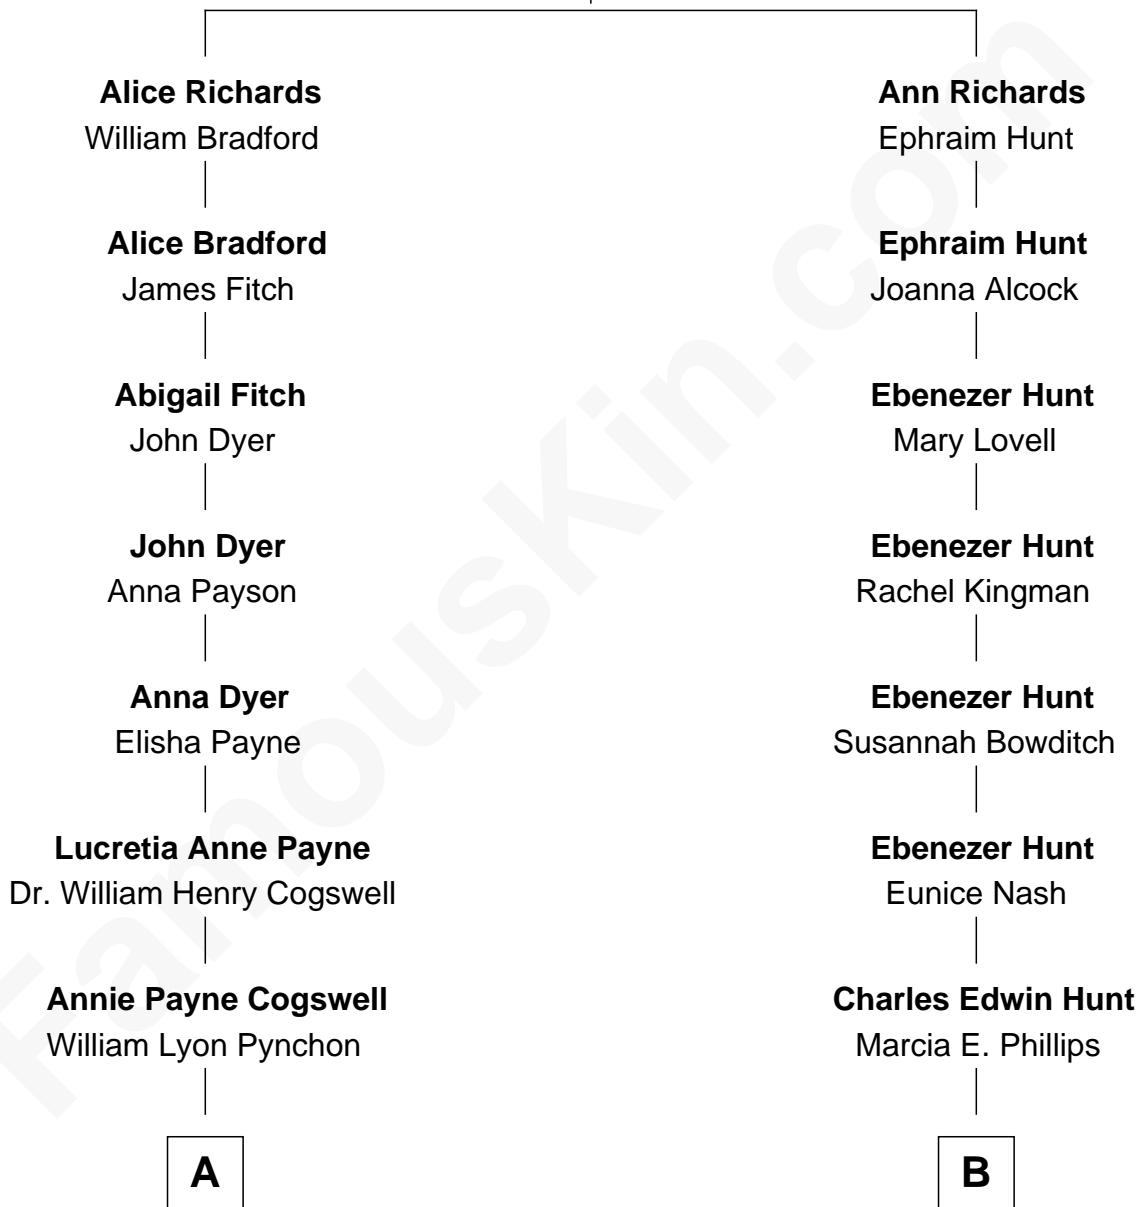 Alice Richards
William Bradford
Alice Bradford
James Fitch
Abigail Fitch
John Dyer
John Dyer
Anna Payson
Anna Dyer
Elisha Payne
Lucretia Anne Payne
Dr. William Henry Cogswell
Annie Payne Cogswell
William Lyon Pynchon
A
Ann Richards
Ephraim Hunt
Ephraim Hunt
Joanna Alcock
Ebenezer Hunt
Mary Lovell
Ebenezer Hunt
Rachel Kingman
Ebenezer Hunt
Susannah Bowditch
Ebenezer Hunt
Eunice Nash
Charles Edwin Hunt
Marcia E. Phillips
B
FamousKin.com